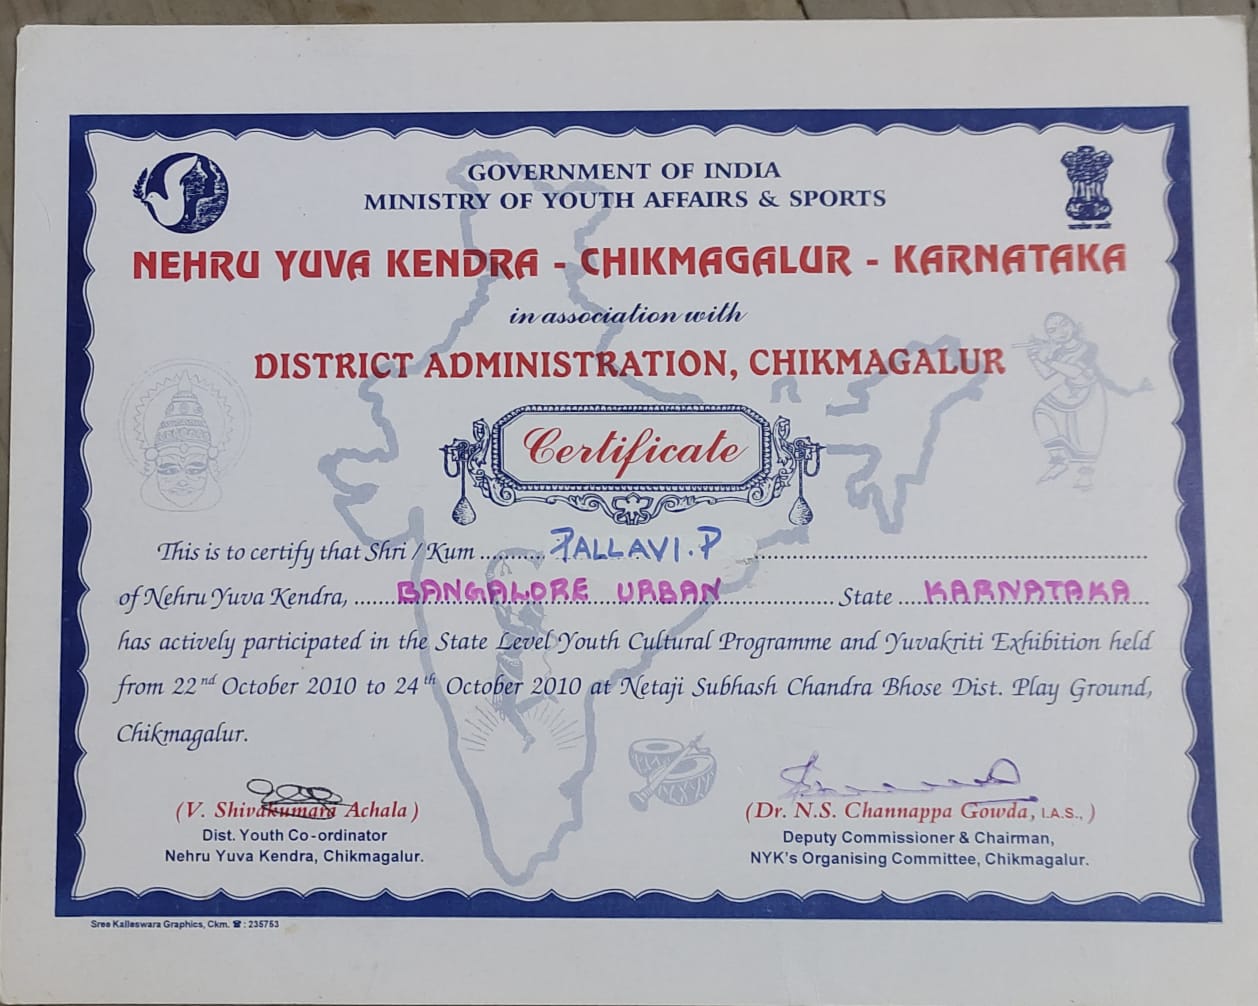 GOVERNMENT OF INDIA
MINISTRY OF YOUTH AFFAIRS & SPORTS
NEHRU YUVA KENDRA - CHIKMAGALUR - KARNATAKA
in association with
DISTRICT ADMINISTRATION, CHIKMAGALUR
Certificate
This is to certify that Shri / Kum .......... PALLAVI.P ..........
of Nehru Yuva Kendra, .......... BANGALORE URBAN .......... State .... KARNATAKA ....
has actively participated in the State Level Youth Cultural Programme and Yuvakriti Exhibition held
from 22nd October 2010 to 24th October 2010 at Netaji Subhash Chandra Bhose Dist. Play Ground,
Chikmagalur.
(V. Shivakumara Achala)
Dist. Youth Co-ordinator
Nehru Yuva Kendra, Chikmagalur.
(Dr. N.S. Channappa Gowda, I.A.S., )
Deputy Commissioner & Chairman,
NYK's Organising Committee, Chikmagalur.
Sree Kalleswara Graphics, Ckm. ☎ : 235753